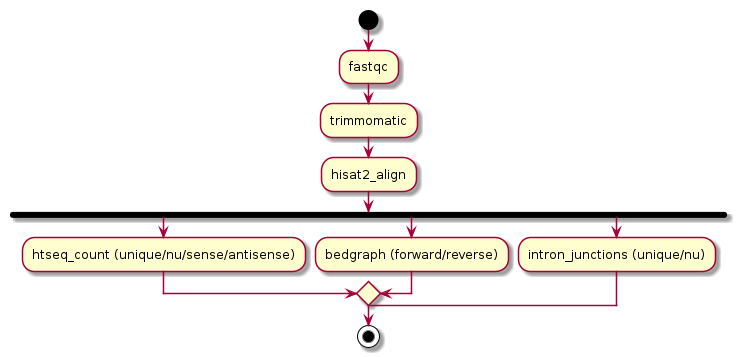 fastqc
trimmomatic
hisat2_align
htseq_count (unique/nu/sense/antisense)
bedgraph (forward/reverse)
intron_junctions (unique/nu)